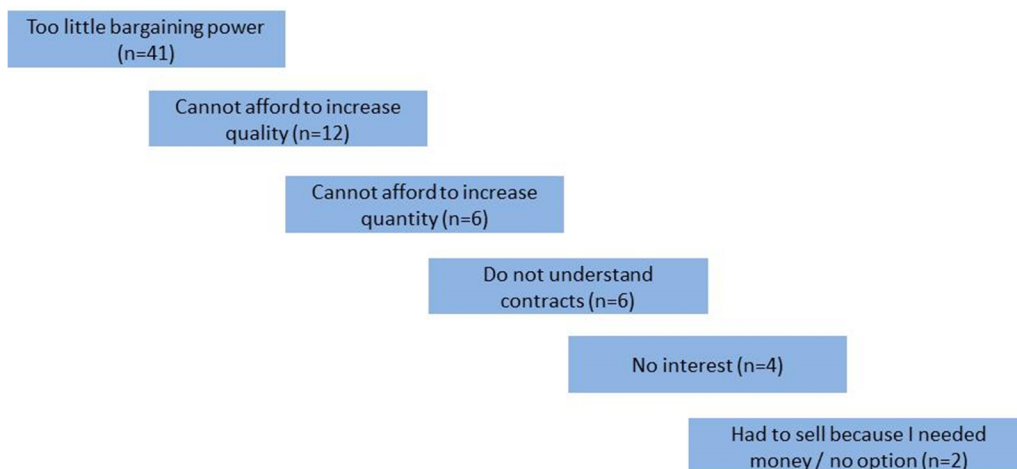 Too little bargaining power
(n=41)
Cannot afford to increase
quality (n=12)
Cannot afford to increase
quantity (n=6)
Do not understand
contracts (n=6)
No interest (n=4)
Had to sell because I needed
money / no option (n=2)